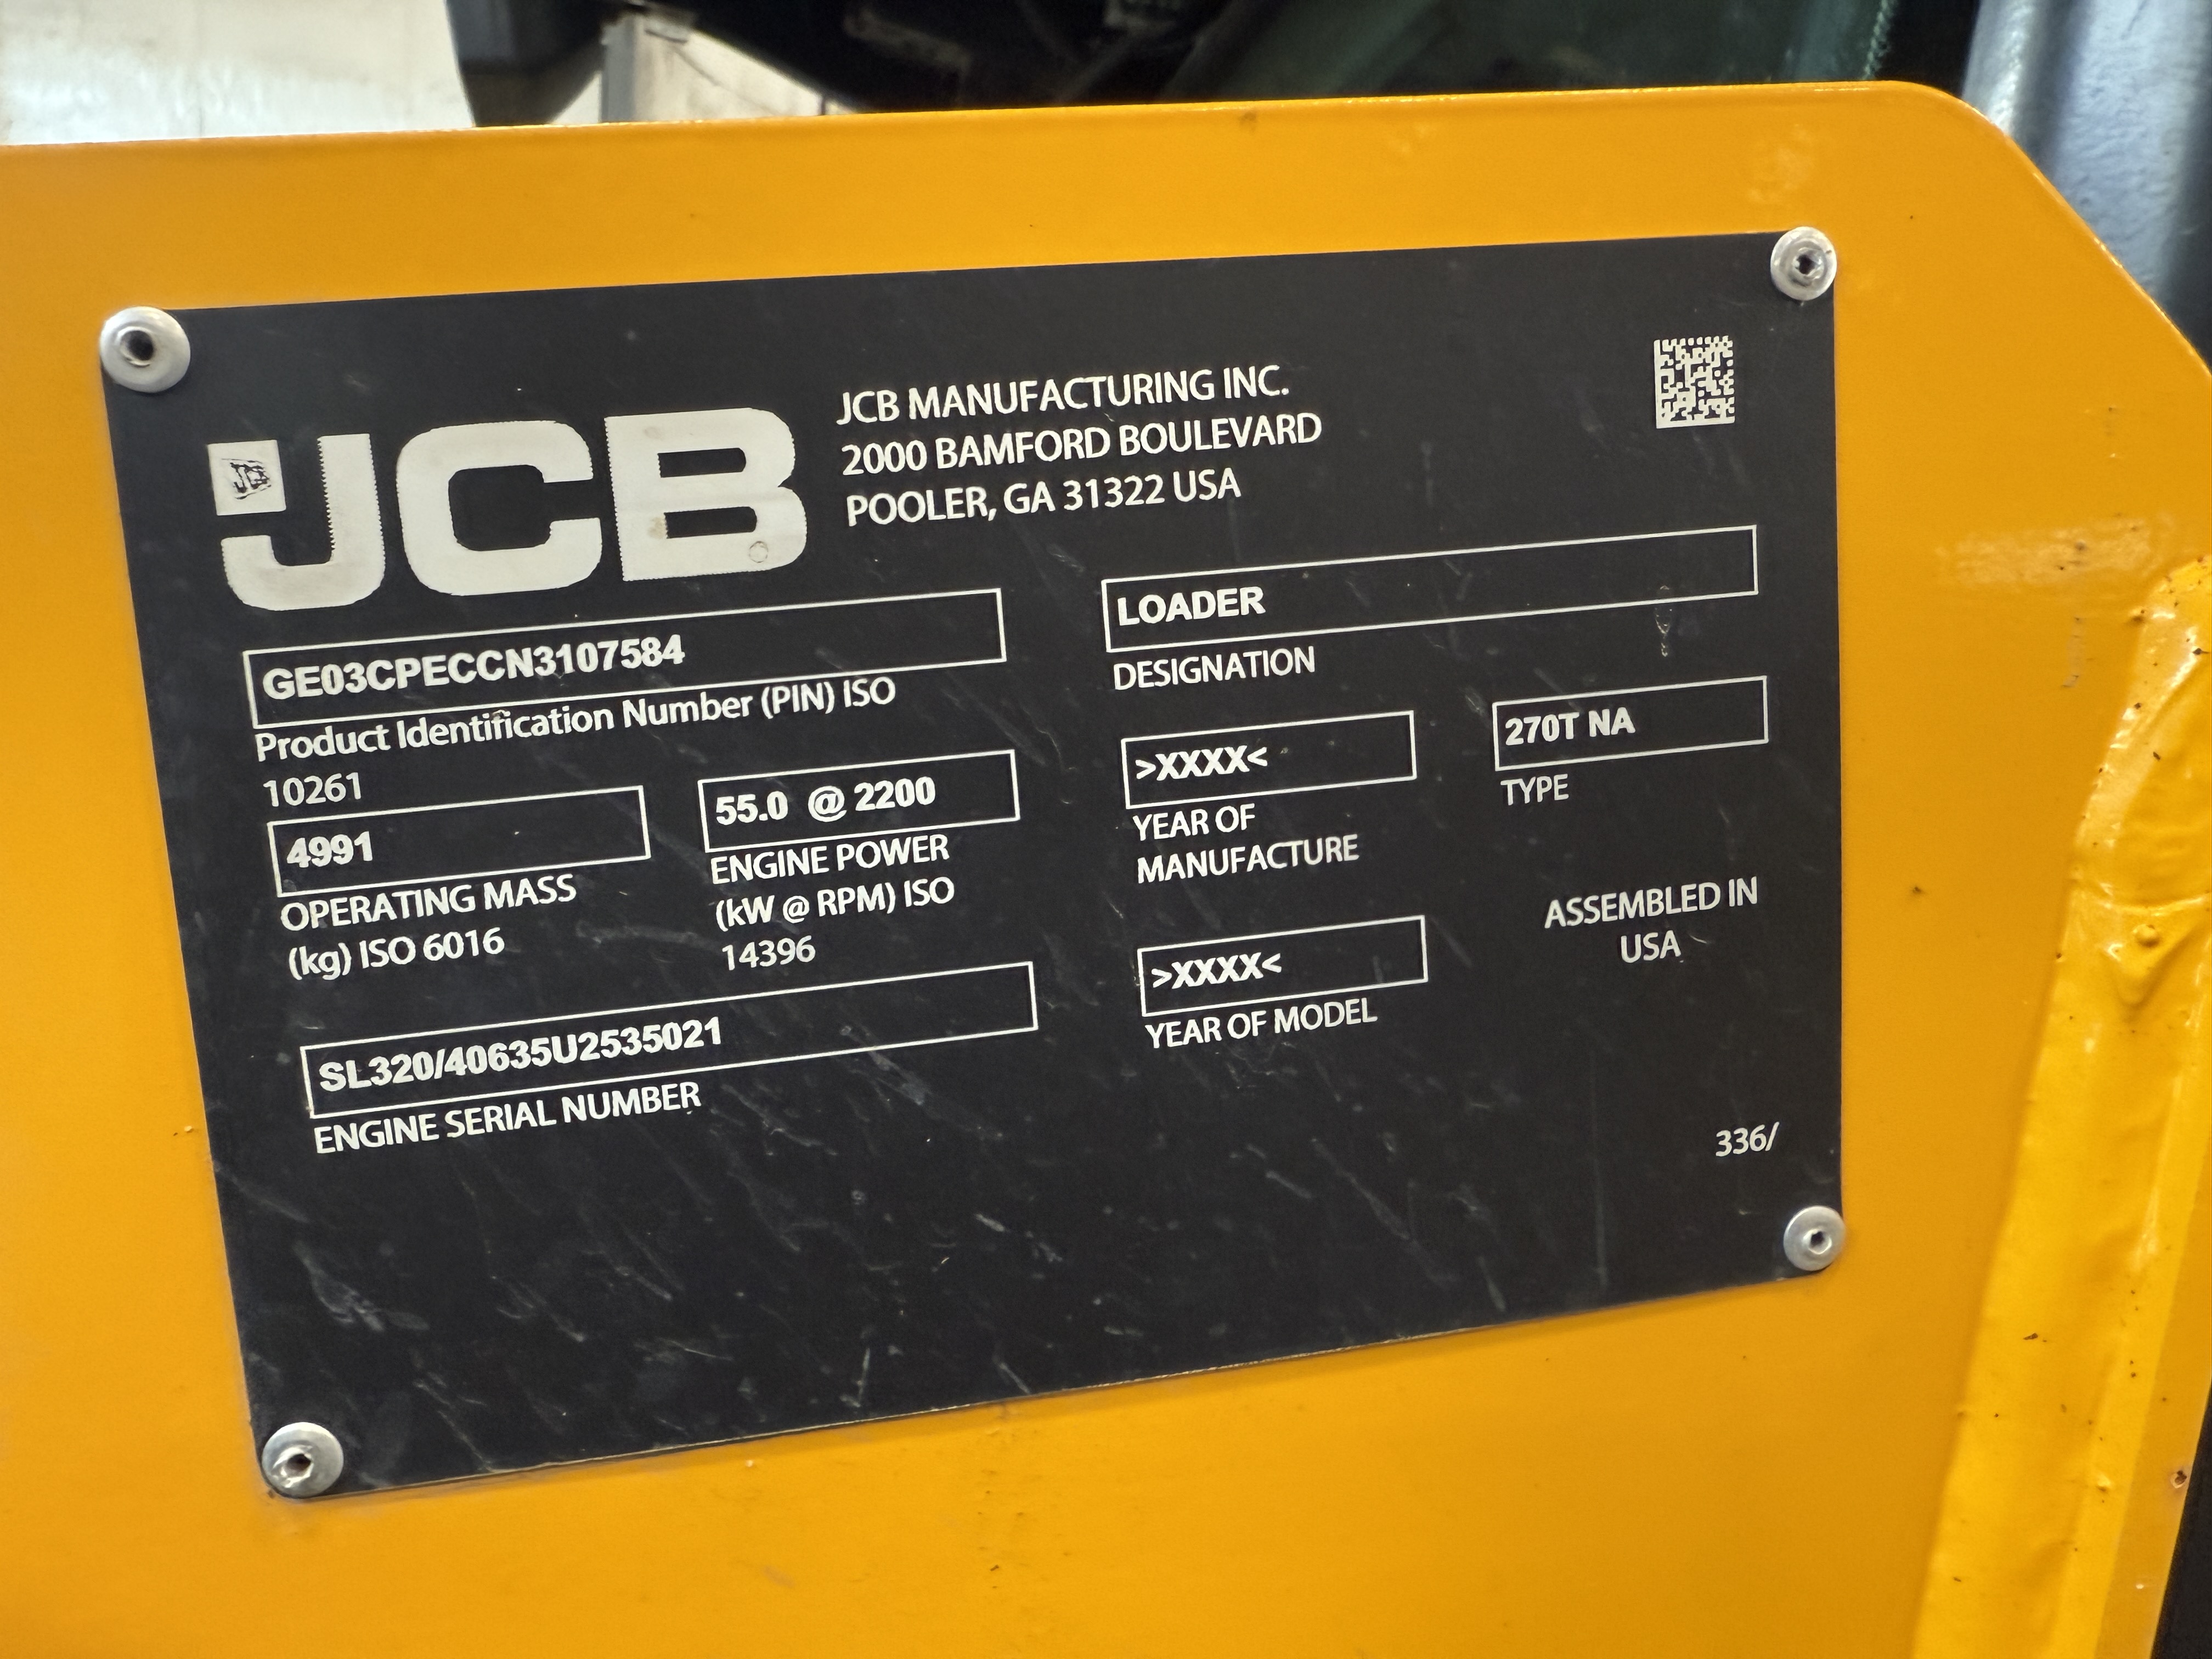 JCB
JCB
JCB MANUFACTURING INC.
2000 BAMFORD BOULEVARD
POOLER, GA 31322 USA
GE03CPECCN3107584
Product Identification Number (PIN) ISO
10261
LOADER
DESIGNATION
4991
OPERATING MASS
(kg) ISO 6016
55.0 @ 2200
ENGINE POWER
(kW @ RPM) ISO
14396
>XXXX<
YEAR OF
MANUFACTURE
270T NA
TYPE
SL320/40635U2535021
ENGINE SERIAL NUMBER
>XXXX<
YEAR OF MODEL
ASSEMBLED IN
USA
336/